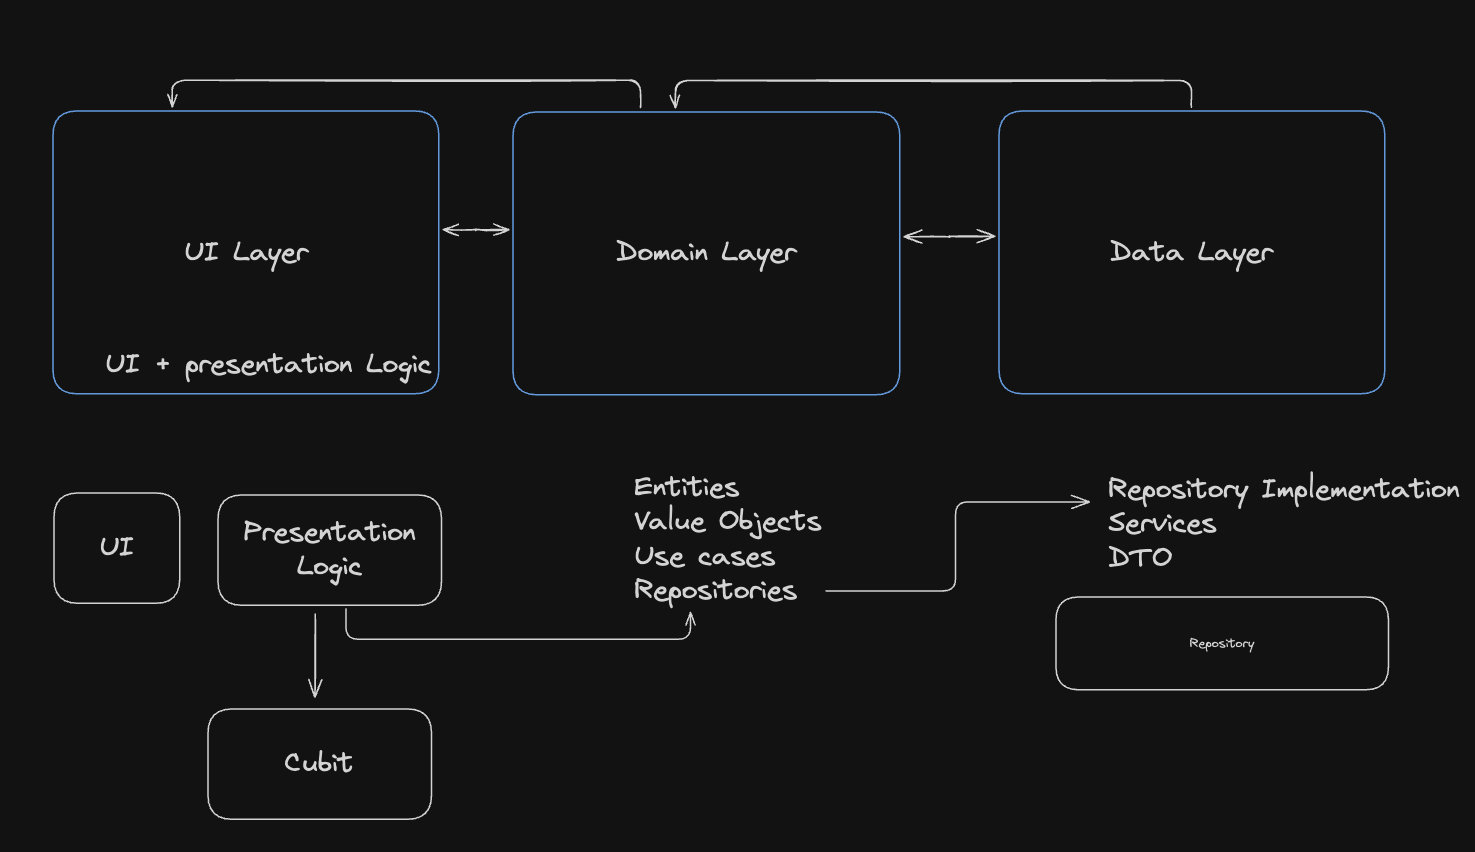 UI Layer
Domain Layer
Data Layer
UI + presentation Logic
UI
Presentation
Logic
Entities
Value Objects
Use cases
Repositories
Repository Implementation
Services
DTO
Repository
Cubit